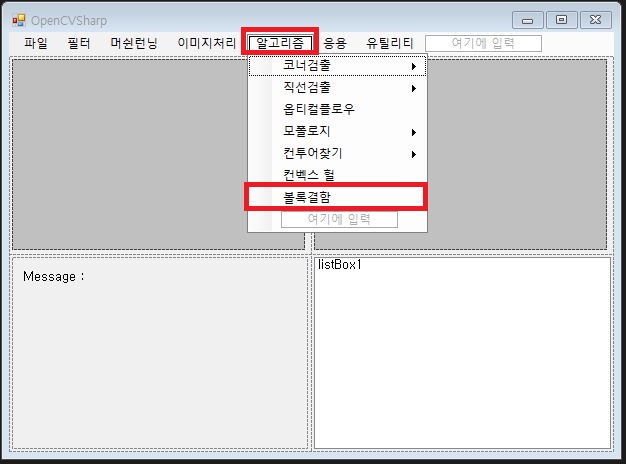 OpenCVSharp
파일 필터 머쉰런닝 이미지처리 알고리즘 응용 유틸리티 여기에 입력
코너검출
직선검출
옵티컬플로우
모폴로지
컨투어찾기
컨벡스 헐
볼록결함
여기에 입력
Message :
listBox1